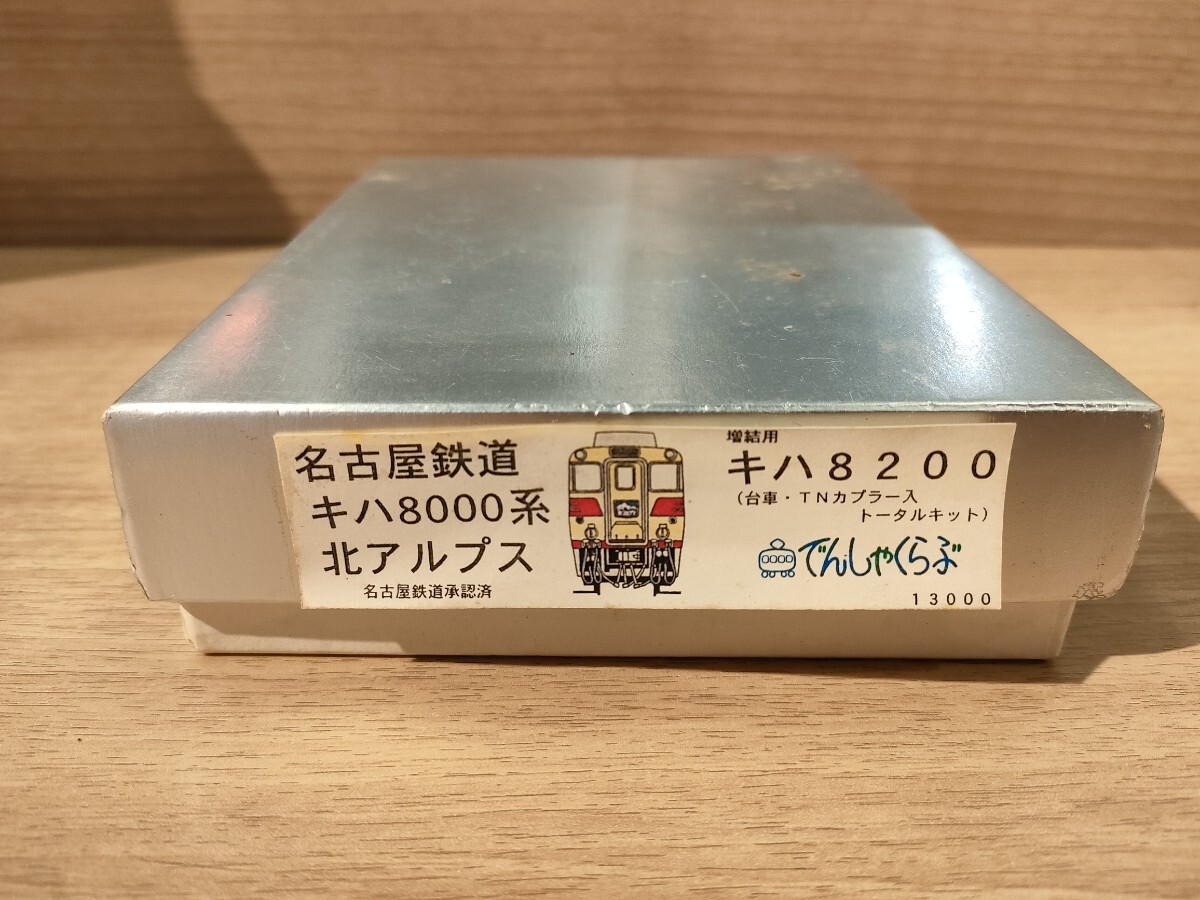 名古屋鉄道
キハ8000系
北アルプス
名古屋鉄道承認済
増結用
キハ8200
(台車・TNカプラー入
トータルキット)
でんしゃくらぶ
13000